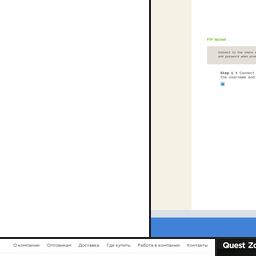 FTP Upload
Connect to the share a
and password when prom
Step 1 > Connect
the username and
О компании Оптовикам Доставка Где купить Работа в компании Контакты
Quest Zo